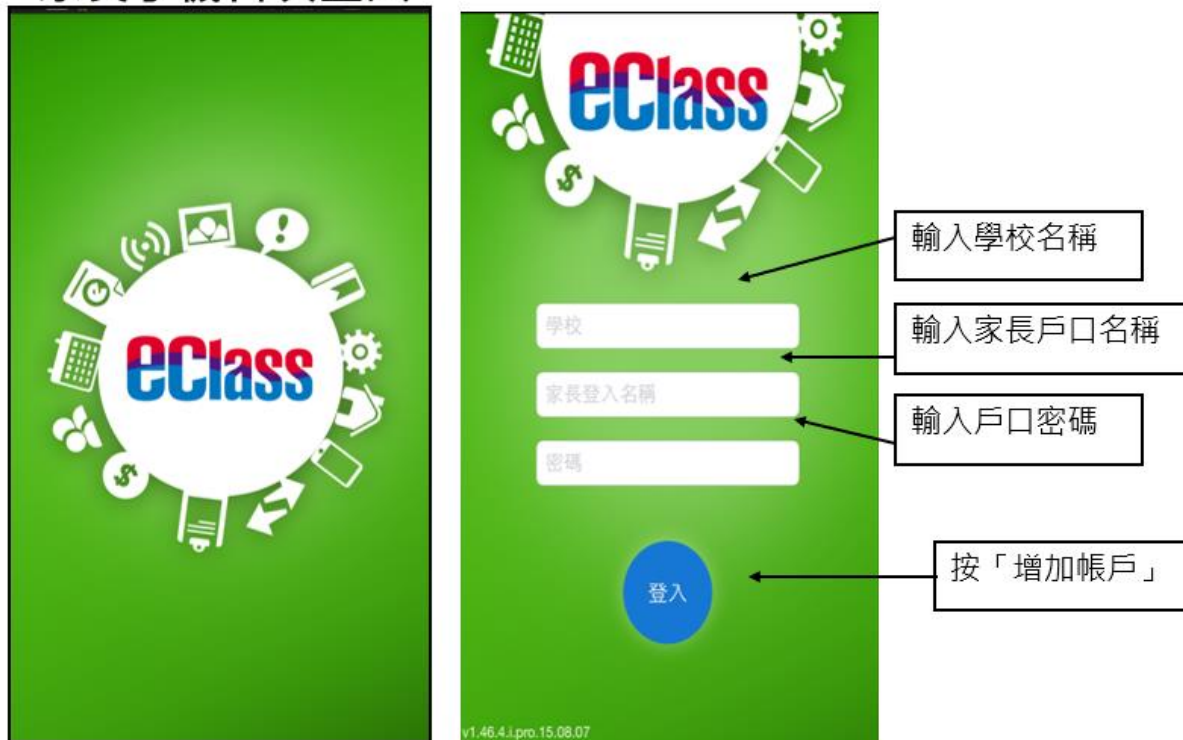 eClass
eClass
學校
家長登入名稱
密碼
登入
v1.46.4.i.pro.15.08.07
輸入學校名稱
輸入家長戶口名稱
輸入戶口密碼
按「增加帳戶」